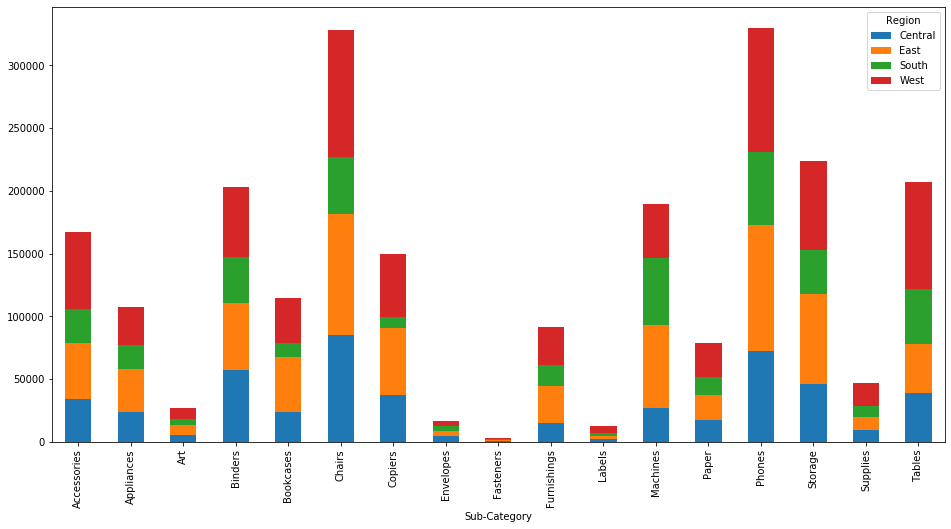 Region
Central
East
South
West
300000
250000
200000
150000
100000
50000
0
Accessories
Appliances
Art
Binders
Bookcases
Chairs
Copiers
Envelopes
Fasteners
Furnishings
Labels
Machines
Paper
Phones
Storage
Supplies
Tables
Sub-Category